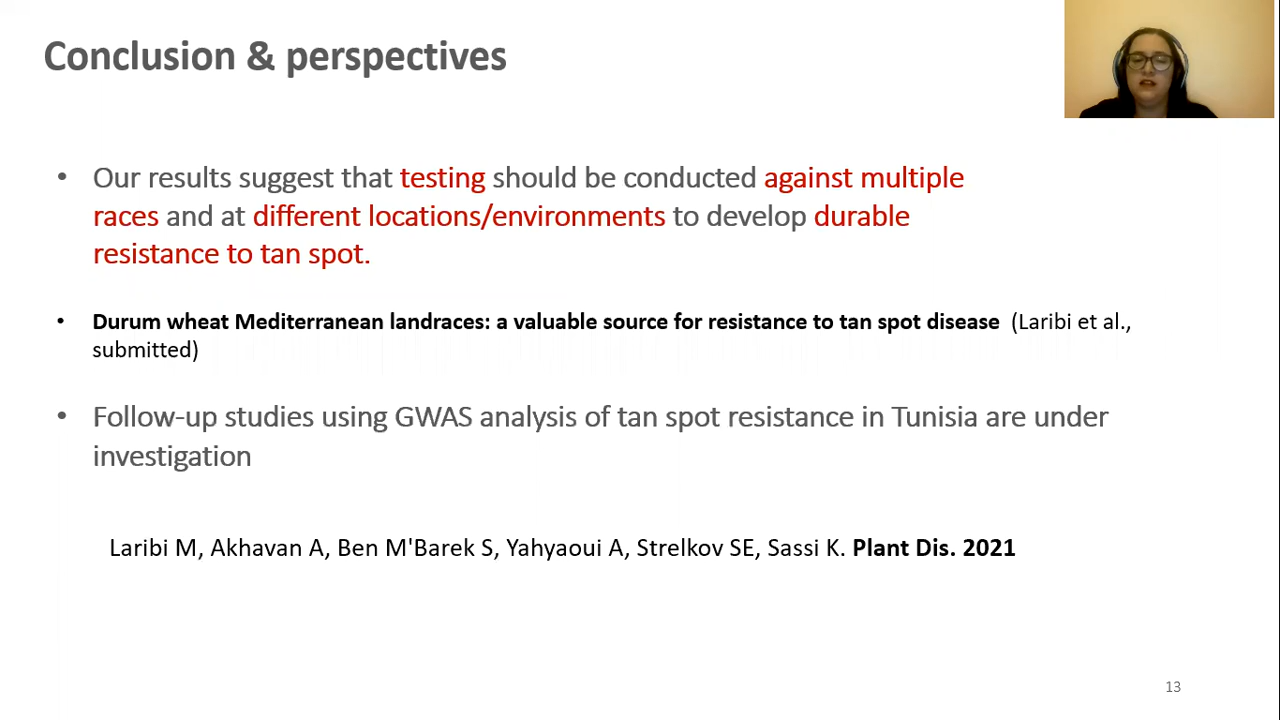 Conclusion & perspectives
• Our results suggest that testing should be conducted against multiple
races and at different locations/environments to develop durable
resistance to tan spot.
• Durum wheat Mediterranean landraces: a valuable source for resistance to tan spot disease (Laribi et al.,
submitted)
• Follow-up studies using GWAS analysis of tan spot resistance in Tunisia are under
investigation
Laribi M, Akhavan A, Ben M'Barek S, Yahyaoui A, Strelkov SE, Sassi K. Plant Dis. 2021
13